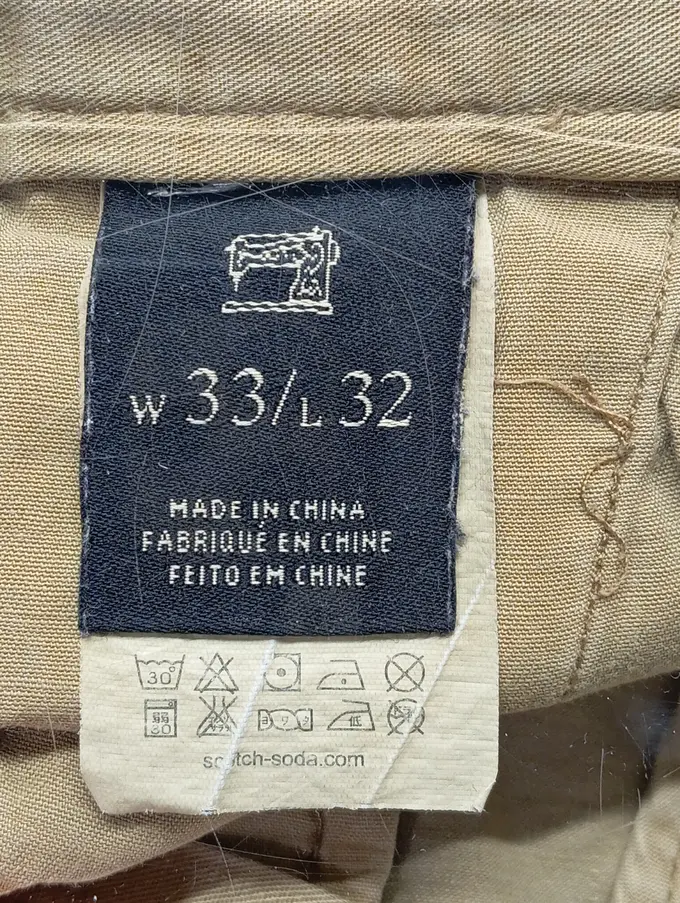 W 33/L 32
MADE IN CHINA
FABRIQUÉ EN CHINE
FEITO EM CHINE
30
scotch-soda.com